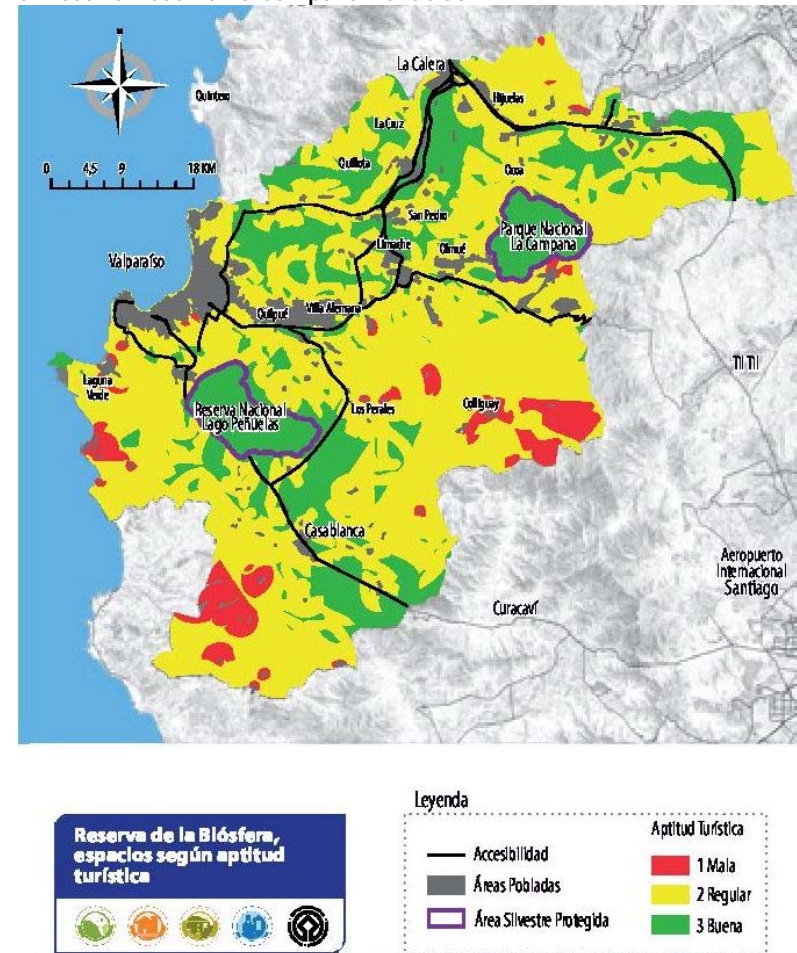 La Calera
Quintero
Hijuelas
La Cruz
Quillota
Ocoa
0 4,5 9 18 KM
San Pedro
Parque Nacional
La Campana
Limache
Olmué
Valparaíso
Quilpué
Villa Alemana
Til Til
Laguna
Verde
Reserva Nacional
Lago Peñuelas
Los Perales
Colliguay
Casablanca
Aeropuerto
Internacional
Santiago
Curacaví
Leyenda
Reserva de la Biósfera,
espacios según aptitud
turística
Accesibilidad
Áreas Pobladas
Área Silvestre Protegida
Aptitud Turística
1 Mala
2 Regular
3 Buena